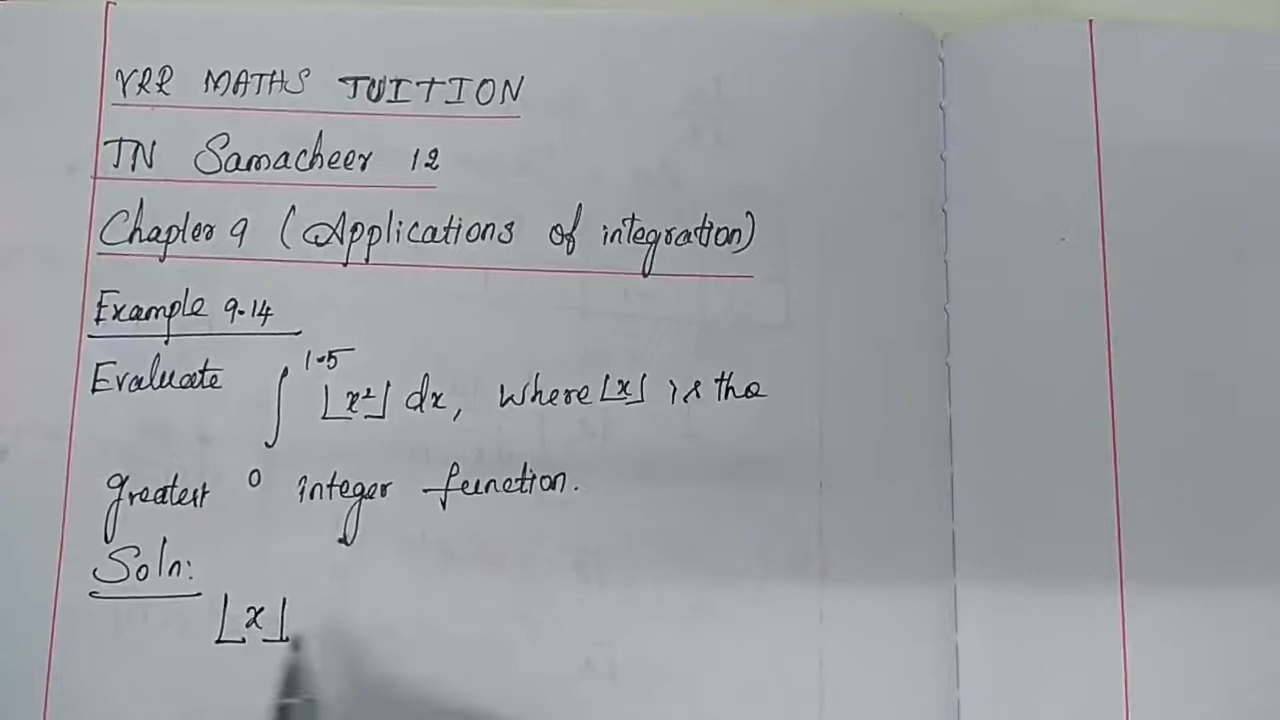 YRR MATHS TUITION
TN Samacheer 12
Chapter 9 (Applications of integration)
Example 9.14
Evaluate ∫₀^1.5 ⌊x²⌋ dx, where ⌊x⌋ is the
greatest integer function.
Soln:
⌊x⌋